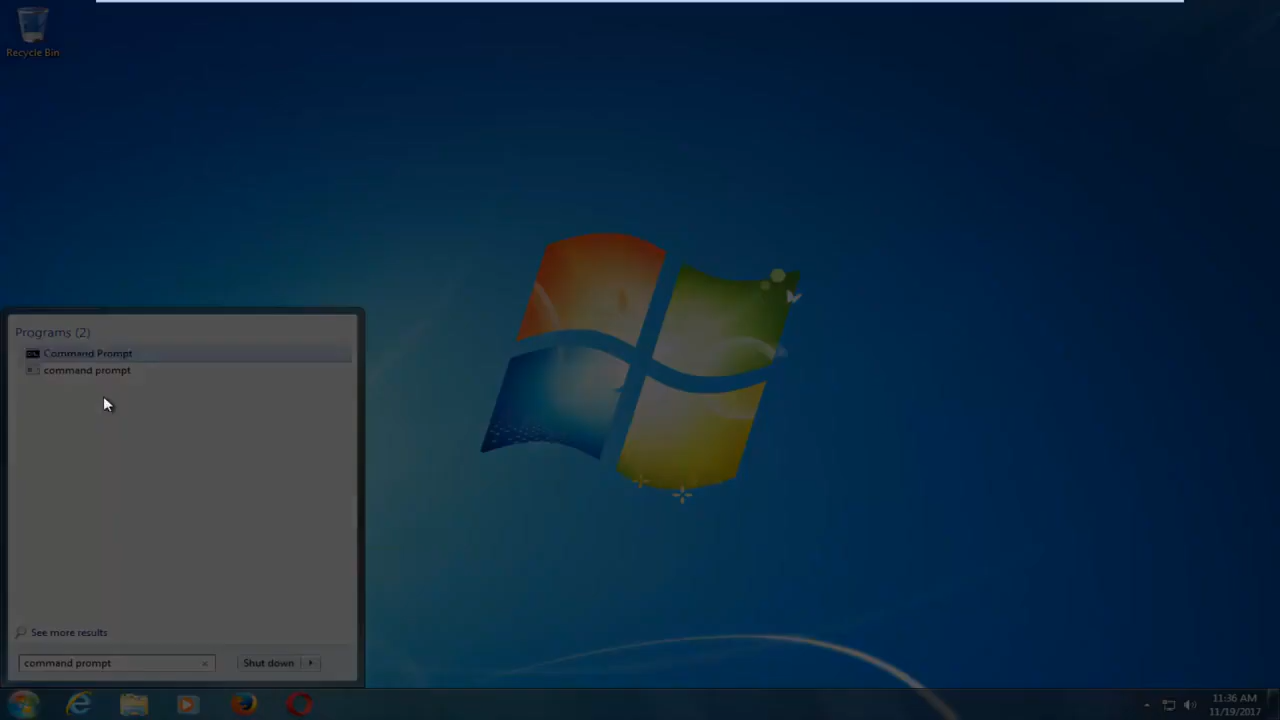 Recycle Bin
Programs (2)
Command Prompt
command prompt
See more results
command prompt
Shut down
11:36 AM
11/19/2017